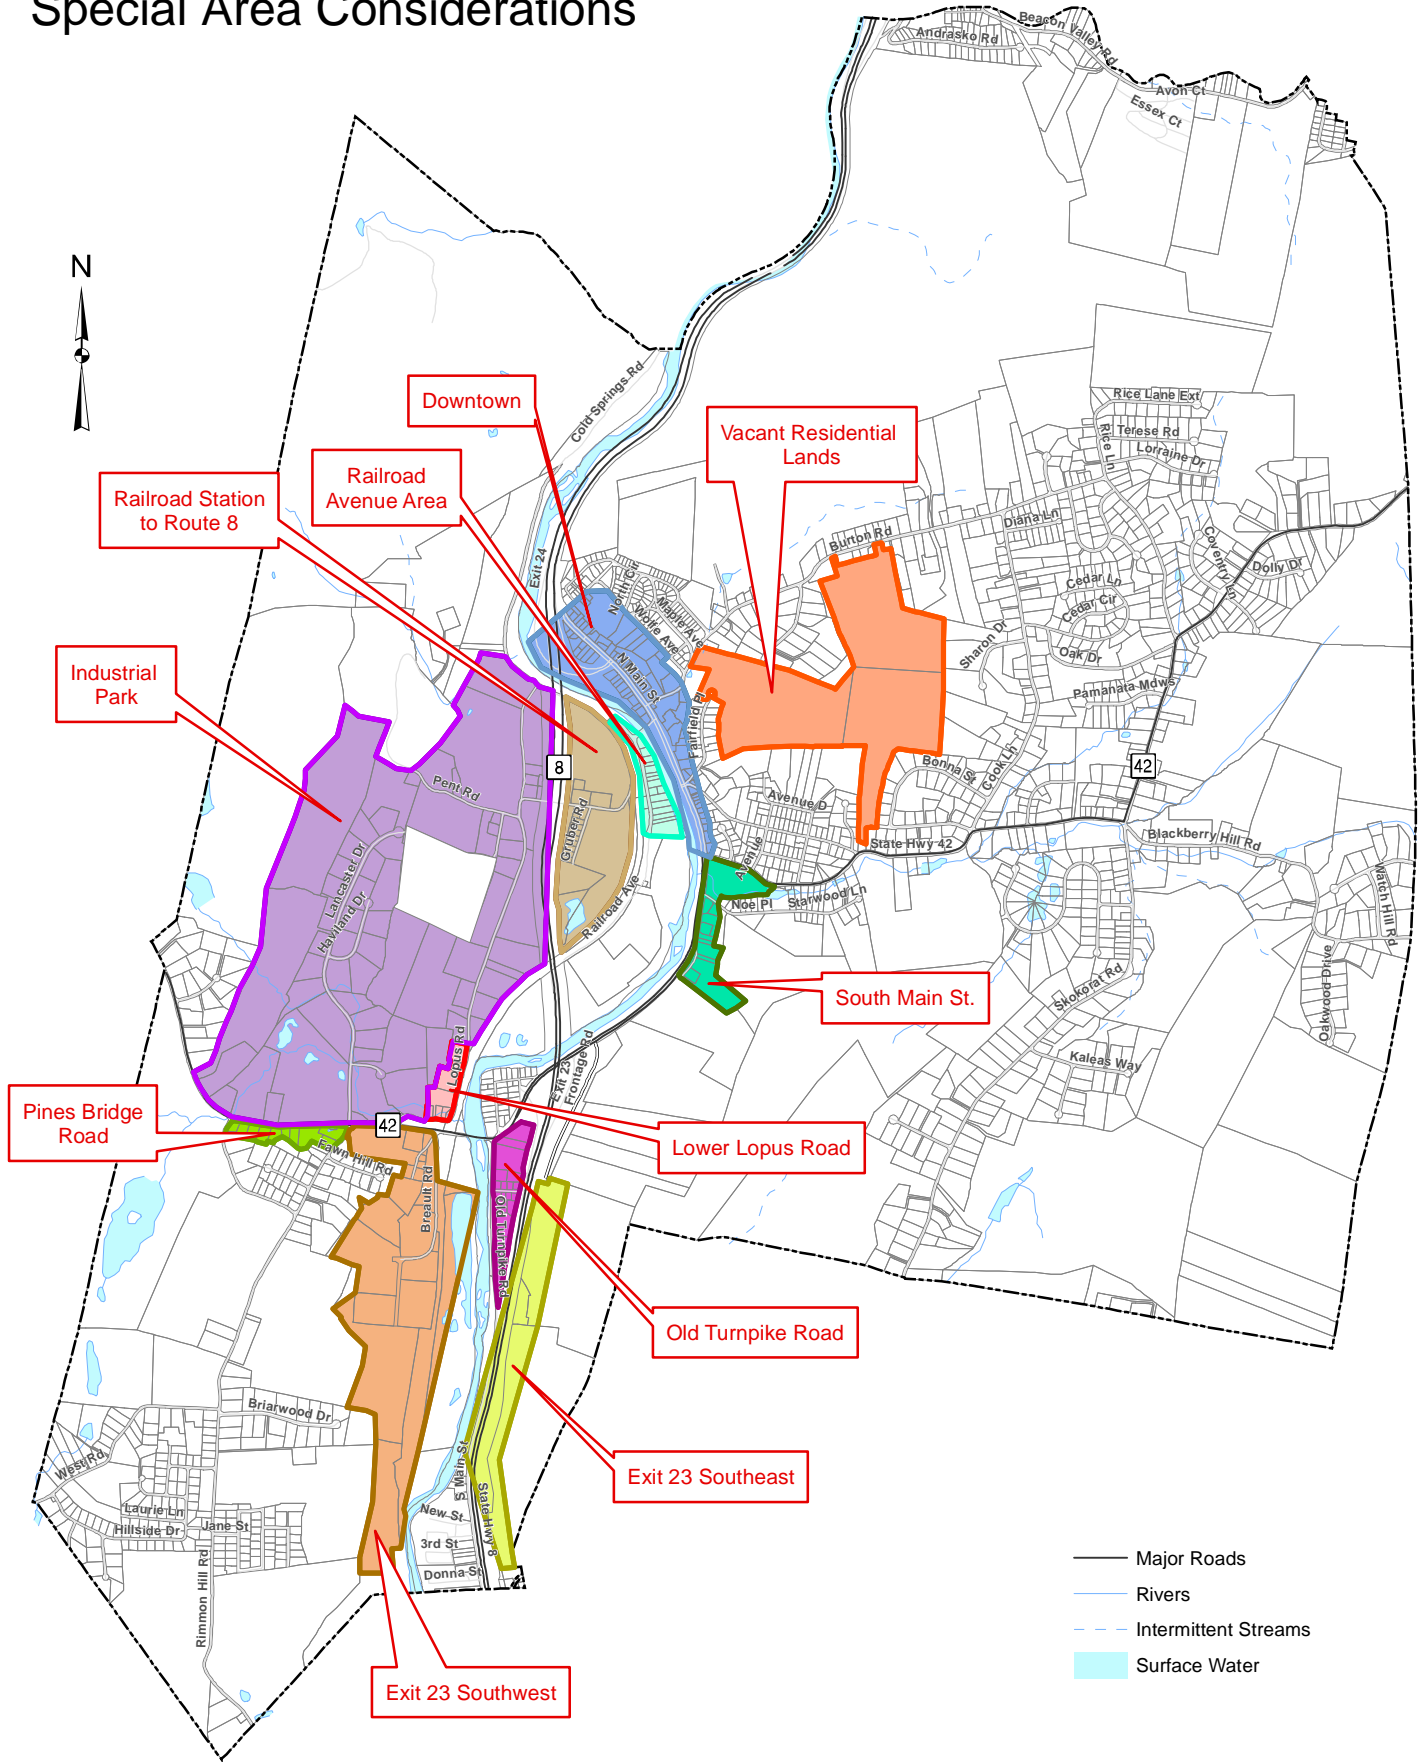 Special Area Considerations
Beacon Valley Rd
Andrasko Rd
Avon Ct
Essex Ct
N
Cold Springs Rd
Downtown
Vacant Residential
Lands
Railroad
Avenue Area
Railroad Station
to Route 8
Industrial
Park
Rice Lane Ext
Terese Rd
Lorraine Dr
Rice Ln
Diana Ln
Burton Rd
Coventry Ln
Dolly Dr
Cedar Ln
Cedar Cir
Oak Dr
Sharon Dr
Pamanata Mdws
Exit 24
North Cir
Maple Ave
Wolfe Ave
N Main St
Fairfield Pl
8
42
Pent Rd
Gruber Rd
Bonna St
Cook Ln
Avenue D
Avenue
State Hwy 42
Blackberry Hill Rd
Watch Hill Rd
Lancaster Dr
Haviland Dr
Railroad Ave
Noe Pl
Starwood Ln
South Main St.
Skokorat Rd
Oakwood Drive
Kaleas Way
Lopus Rd
Exit 23
Frontage Rd
Pines Bridge
Road
42
Fawn Hill Rd
Lower Lopus Road
Breault Rd
Old Turnpike Rd
Old Turnpike Road
Briarwood Dr
West Rd
Exit 23 Southeast
S Main St
State Hwy 8
Laurie Ln
Hillside Dr
Jane St
New St
3rd St
Donna St
Rimmon Hill Rd
Exit 23 Southwest
Major Roads
Rivers
Intermittent Streams
Surface Water